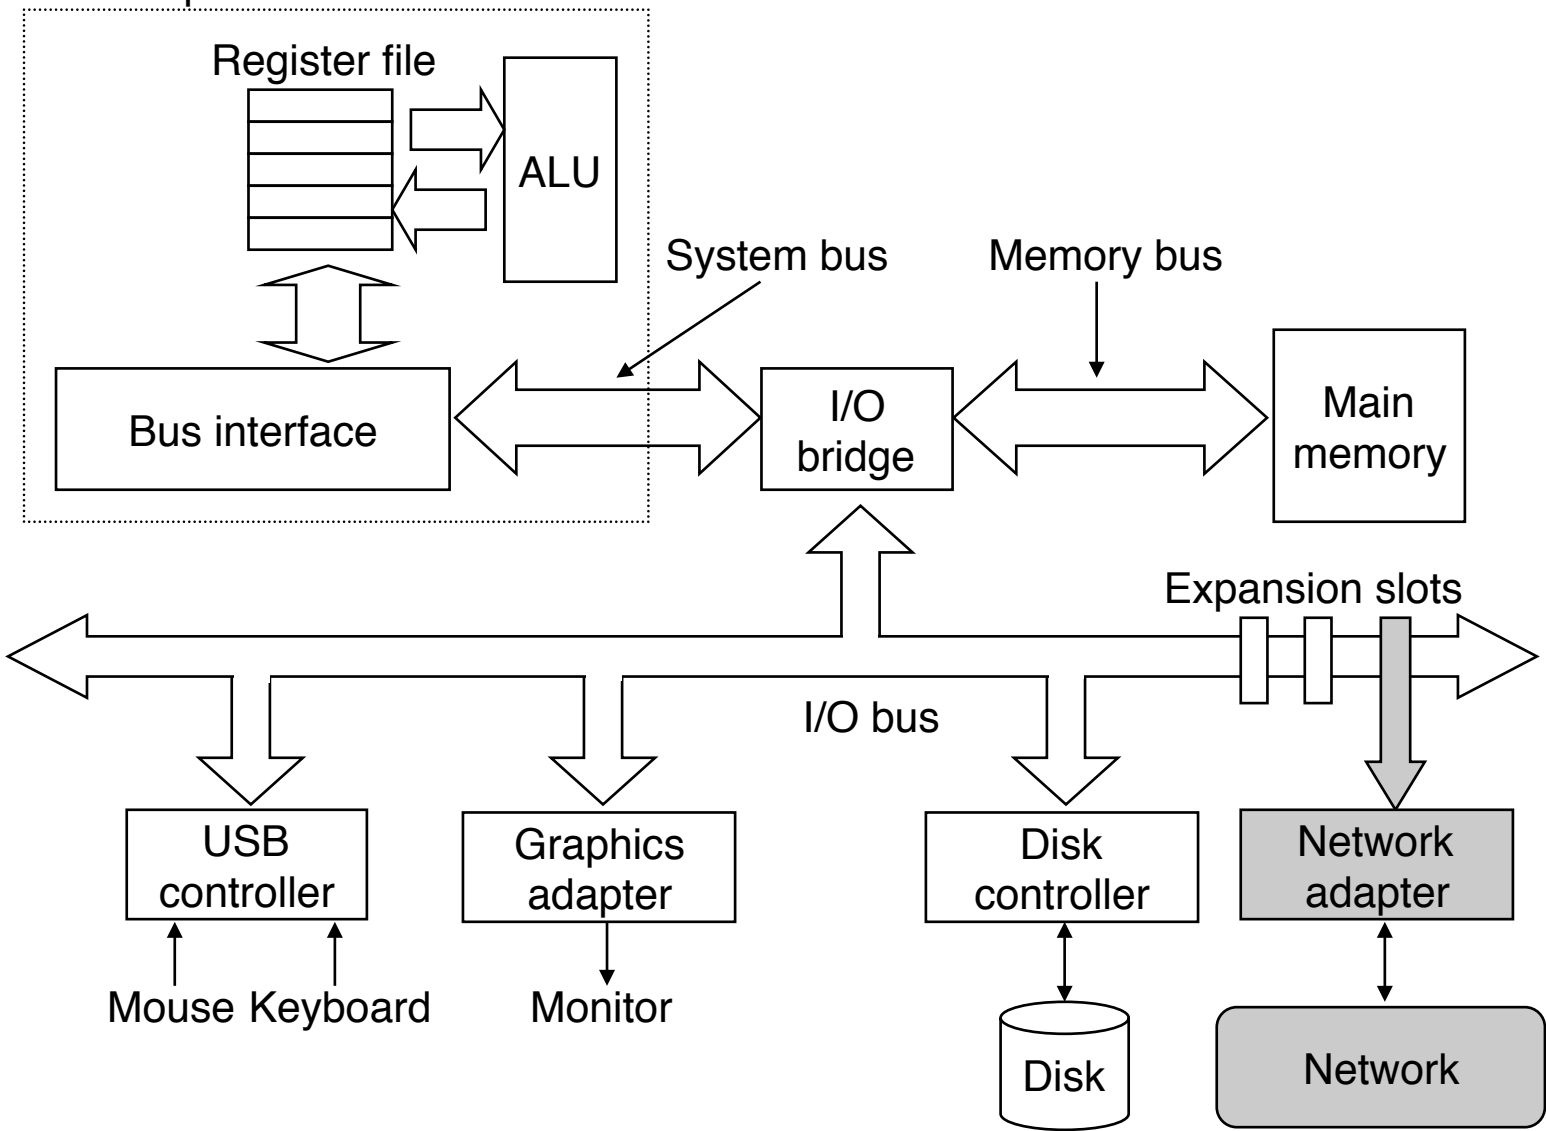 Register file
ALU
System bus
Memory bus
Bus interface
I/O
bridge
Main
memory
Expansion slots
I/O bus
USB
controller
Graphics
adapter
Disk
controller
Network
adapter
Mouse Keyboard
Monitor
Disk
Network